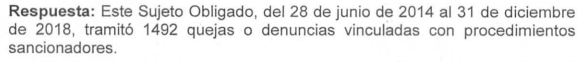 Respuesta: Este Sujeto Obligado, del 28 de junio de 2014 al 31 de diciembre
de 2018, tramitó 1492 quejas o denuncias vinculadas con procedimientos
sancionadores.